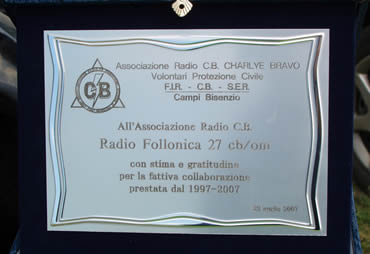 Associazione Radio C.B. CHARLYE BRAVO
Volontari Protezione Civile
F.I.R. - C.B. - S.E.R.
Campi Bisenzio
CB
All'Associazione Radio C.B.
Radio Follonica 27 cb/om
con stima e gratitudine
per la fattiva collaborazione
prestata dal 1997-2007
2007